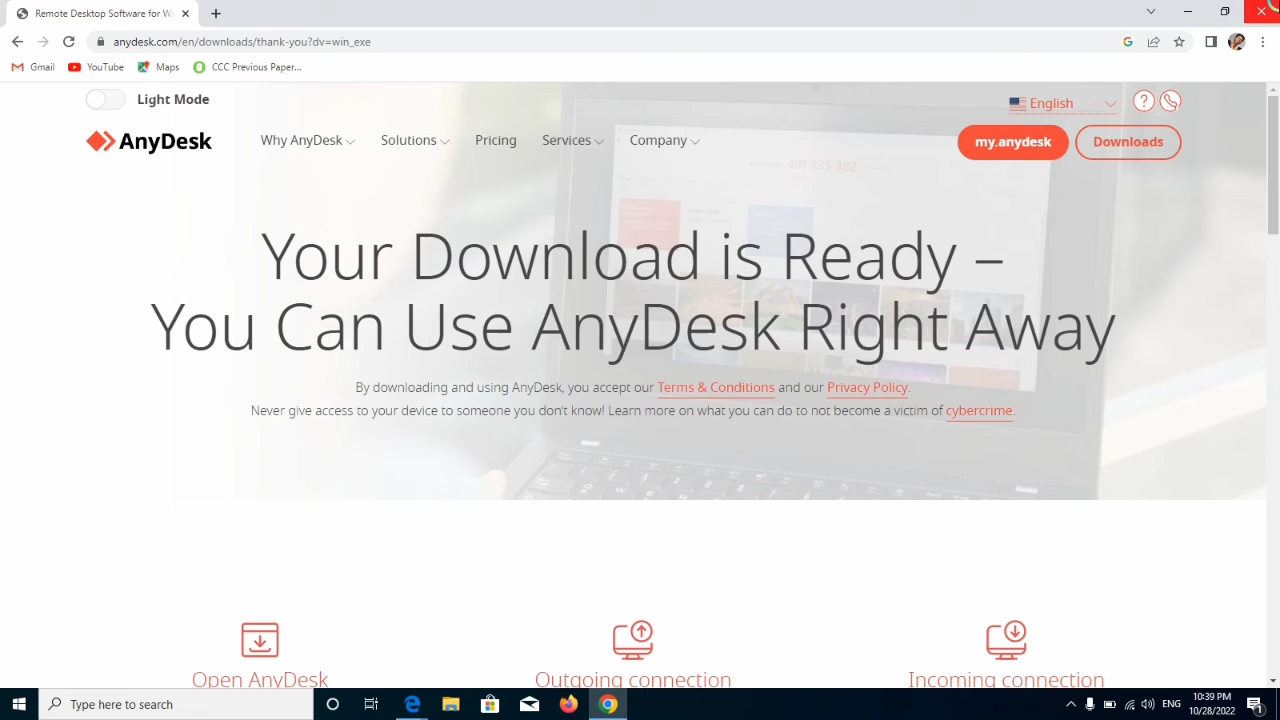 Remote Desktop Software for W
anydesk.com/en/downloads/thank-you?dv=win_exe
Gmail YouTube Maps CCC Previous Paper...
Light Mode
English
AnyDesk
Why AnyDesk Solutions Pricing Services Company
my.anydesk Downloads
491 835 382
Your Download is Ready –
You Can Use AnyDesk Right Away
By downloading and using AnyDesk, you accept our Terms & Conditions and our Privacy Policy.
Never give access to your device to someone you don't know! Learn more on what you can do to not become a victim of cybercrime.
Open AnyDesk Outgoing connection Incoming connection
Type here to search
ENG
10:39 PM
10/28/2022
1